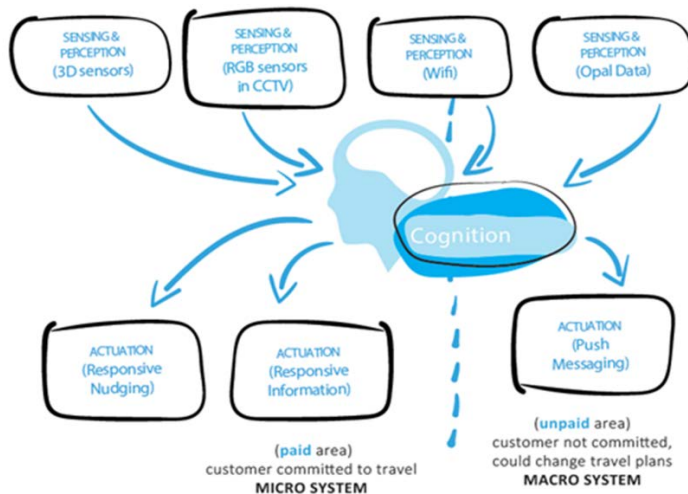 SENSING &
PERCEPTION
(3D sensors)
SENSING &
PERCEPTION
(RGB sensors
in CCTV)
SENSING &
PERCEPTION
(Wifi)
SENSING &
PERCEPTION
(Opal Data)
Cognition
ACTUATION
(Responsive
Nudging)
ACTUATION
(Responsive
Information)
ACTUATION
(Push
Messaging)
(paid area)
customer committed to travel
MICRO SYSTEM
(unpaid area)
customer not committed,
could change travel plans
MACRO SYSTEM